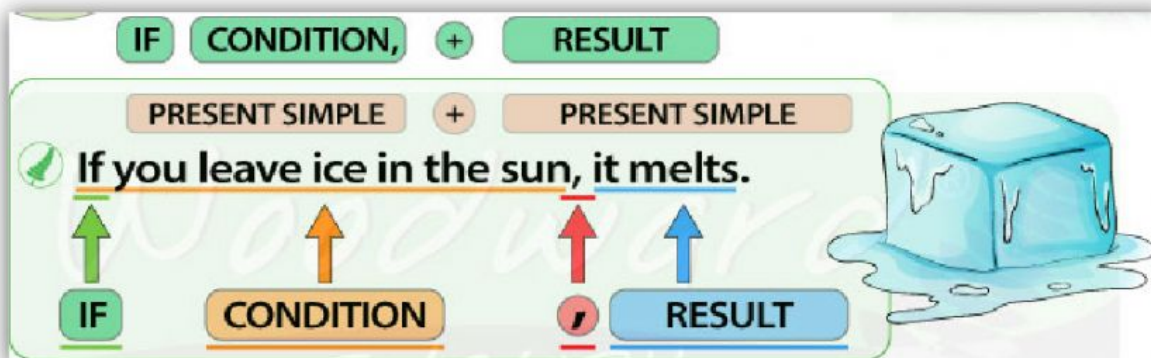 IF CONDITION, + RESULT
PRESENT SIMPLE + PRESENT SIMPLE
If you leave ice in the sun, it melts.
IF CONDITION , RESULT
Woodward